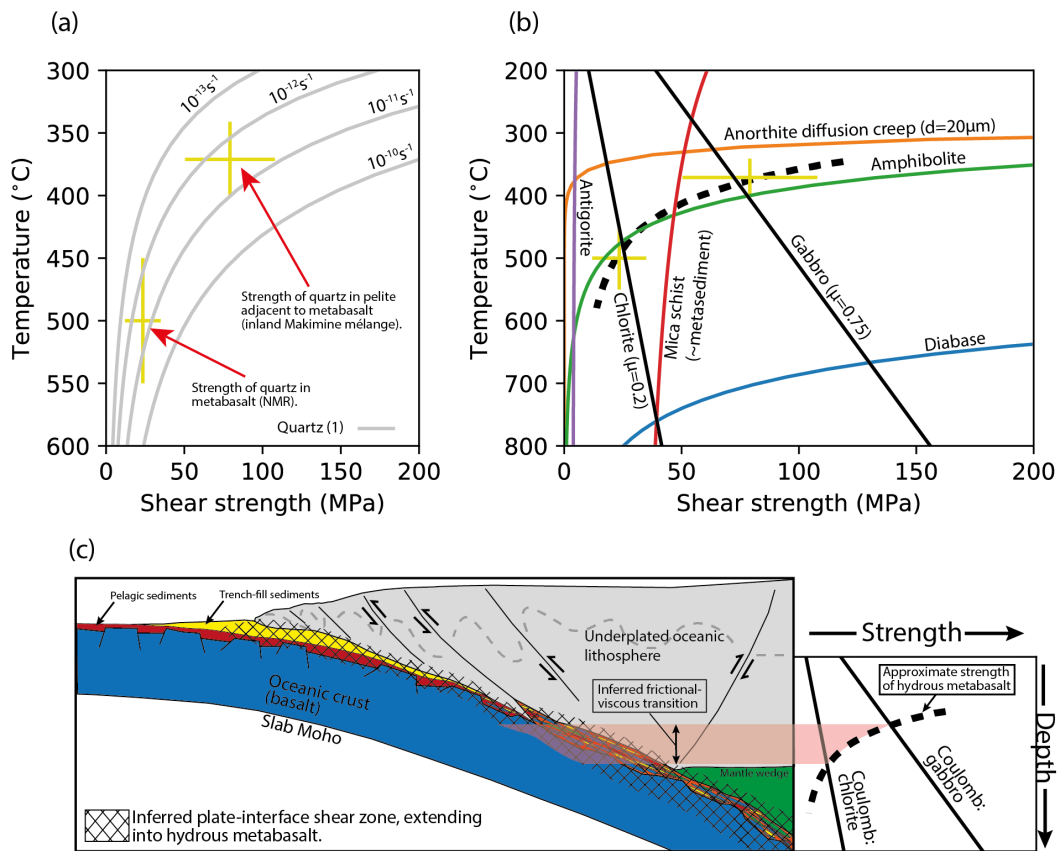 (a)
300
350
400
450
500
550
600
Temperature (°C)
0
50
100
150
200
Shear strength (MPa)
10⁻¹³s⁻¹
10⁻¹²s⁻¹
10⁻¹¹s⁻¹
10⁻¹⁰s⁻¹
Strength of quartz in pelite
adjacent to metabasalt
(inland Makimine mélange).
Strength of quartz in
metabasalt (NMR).
Quartz (1)
(b)
200
300
400
500
600
700
800
Temperature (°C)
0
50
100
150
200
Shear strength (MPa)
Anorthite diffusion creep (d=20μm)
Amphibolite
Antigorite
Chlorite (μ=0.2)
Mica schist
(~metasediment)
Gabbro (μ=0.75)
Diabase
(c)
Pelagic sediments
Trench-fill sediments
Oceanic crust
(basalt)
Slab Moho
Underplated oceanic
lithosphere
Inferred frictional-
viscous transition
Mantle wedge
Inferred plate-interface shear zone, extending
into hydrous metabasalt.
Strength
Approximate strength
of hydrous metabasalt
Depth
Coulomb:
chlorite
Coulomb:
gabbro